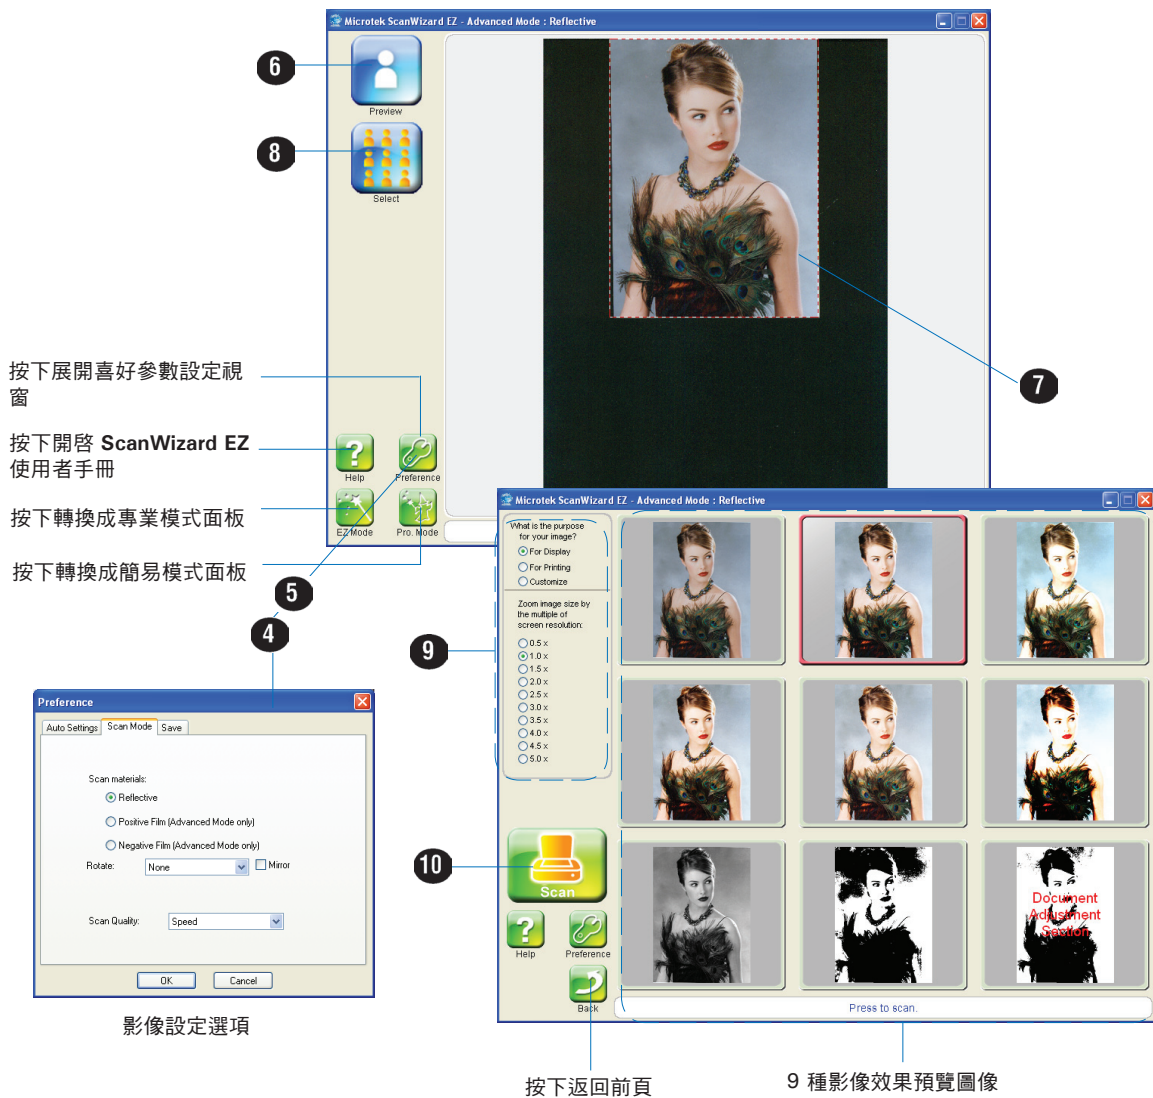 Microtek ScanWizard EZ - Advanced Mode : Reflective
6
Preview
8
Select
7
按下展開喜好參數設定視
窗
按下開啓 ScanWizard EZ
使用者手冊
按下轉換成專業模式面板
按下轉換成簡易模式面板
Help
Preference
EZ Mode
Pro. Mode
5
4
Preference
Auto Settings
Scan Mode
Save
Scan materials:
Reflective
Positive Film (Advanced Mode only)
Negative Film (Advanced Mode only)
Rotate:
None
Mirror
Scan Quality:
Speed
OK
Cancel
影像設定選項
Microtek ScanWizard EZ - Advanced Mode : Reflective
What is the purpose
for your image?
For Display
For Printing
Customize
Zoom image size by
the multiple of
screen resolution:
0.5 x
1.0 x
1.5 x
2.0 x
2.5 x
3.0 x
3.5 x
4.0 x
4.5 x
5.0 x
9
10
Scan
Help
Preference
Back
Document
Adjustment
Section
Press to scan.
按下返回前頁
9 種影像效果預覽圖像